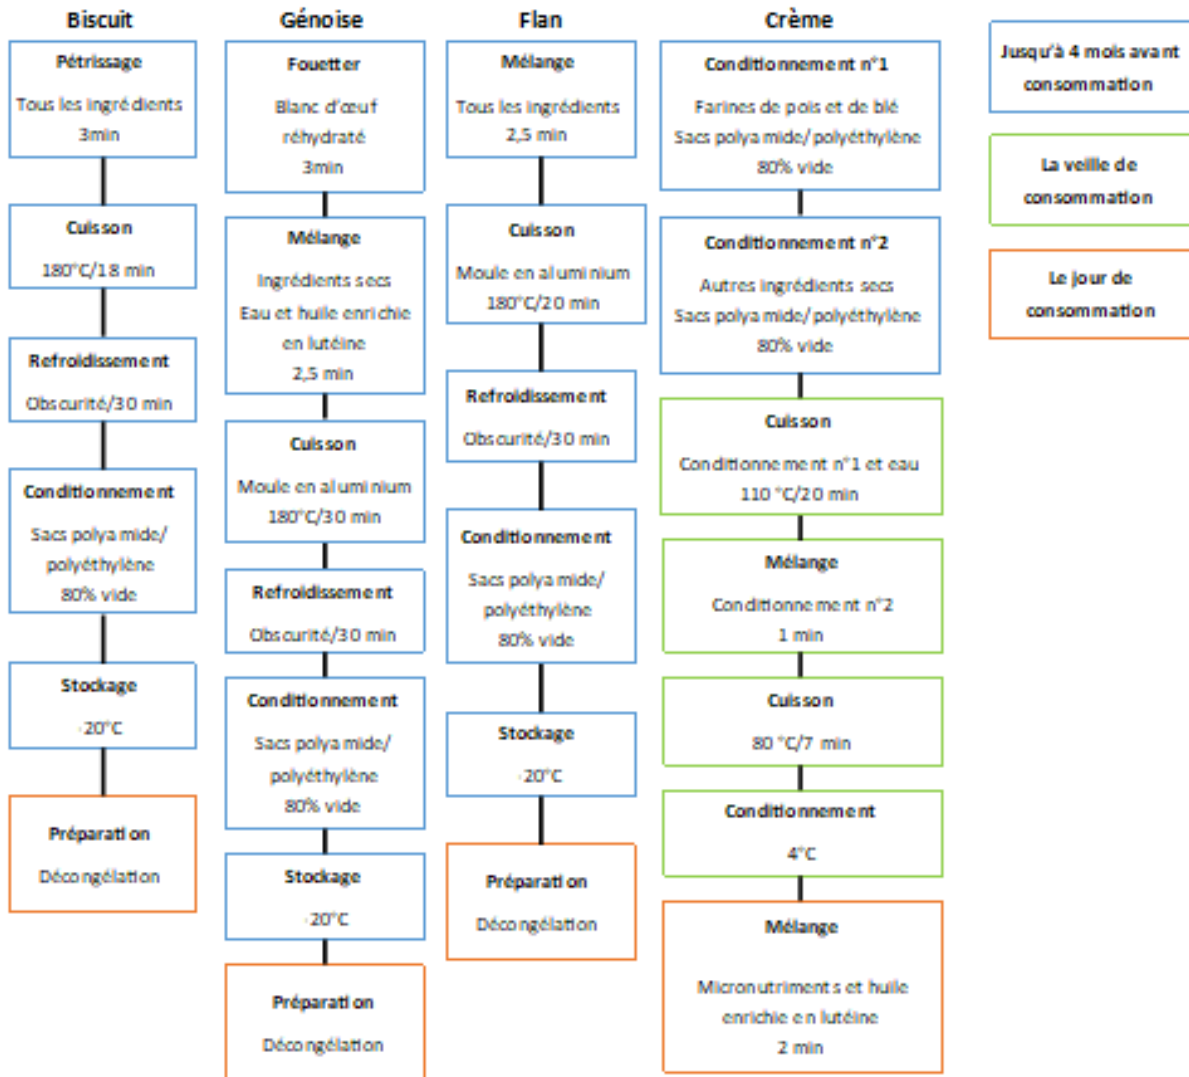 Biscuit
Pétrissage
Tous les ingrédients
3min
Cuisson
180°C/18 min
Refroidissement
Obscurité/30 min
Conditionnement
Sacs polyamide/
polyéthylène
80% vide
Stockage
-20°C
Préparation
Décongélation
Génoise
Fouetter
Blanc d'œuf
réhydraté
3min
Mélange
Ingrédients secs
Eau et huile enrichie
en lutéine
2,5 min
Cuisson
Moule en aluminium
180°C/30 min
Refroidissement
Obscurité/30 min
Conditionnement
Sacs polyamide/
polyéthylène
80% vide
Stockage
-20°C
Préparation
Décongélation
Flan
Mélange
Tous les ingrédients
2,5 min
Cuisson
Moule en aluminium
180°C/20 min
Refroidissement
Obscurité/30 min
Conditionnement
Sacs polyamide/
polyéthylène
80% vide
Stockage
-20°C
Préparation
Décongélation
Crème
Conditionnement n°1
Farines de pois et de blé
Sacs polyamide/polyéthylène
80% vide
Conditionnement n°2
Autres ingrédients secs
Sacs polyamide/polyéthylène
80% vide
Cuisson
Conditionnement n°1 et eau
110 °C/20 min
Mélange
Conditionnement n°2
1 min
Cuisson
80 °C/7 min
Conditionnement
4°C
Mélange
Micronutriments et huile
enrichie en lutéine
2 min
Jusqu'à 4 mois avant
consommation
La veille de
consommation
Le jour de
consommation